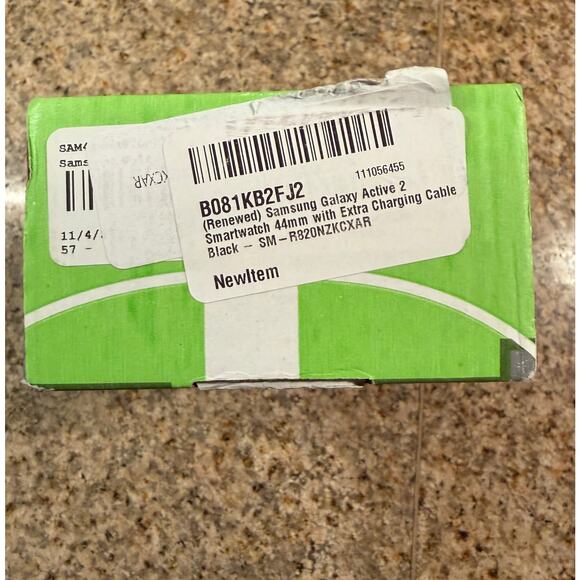 SAM
Sams
11/4/
57 -
KCXAR
111056455
B081KB2FJ2
(Renewed) Samsung Galaxy Active 2
Smartwatch 44mm with Extra Charging Cable
Black - SM-R820NZKCXAR
NewItem